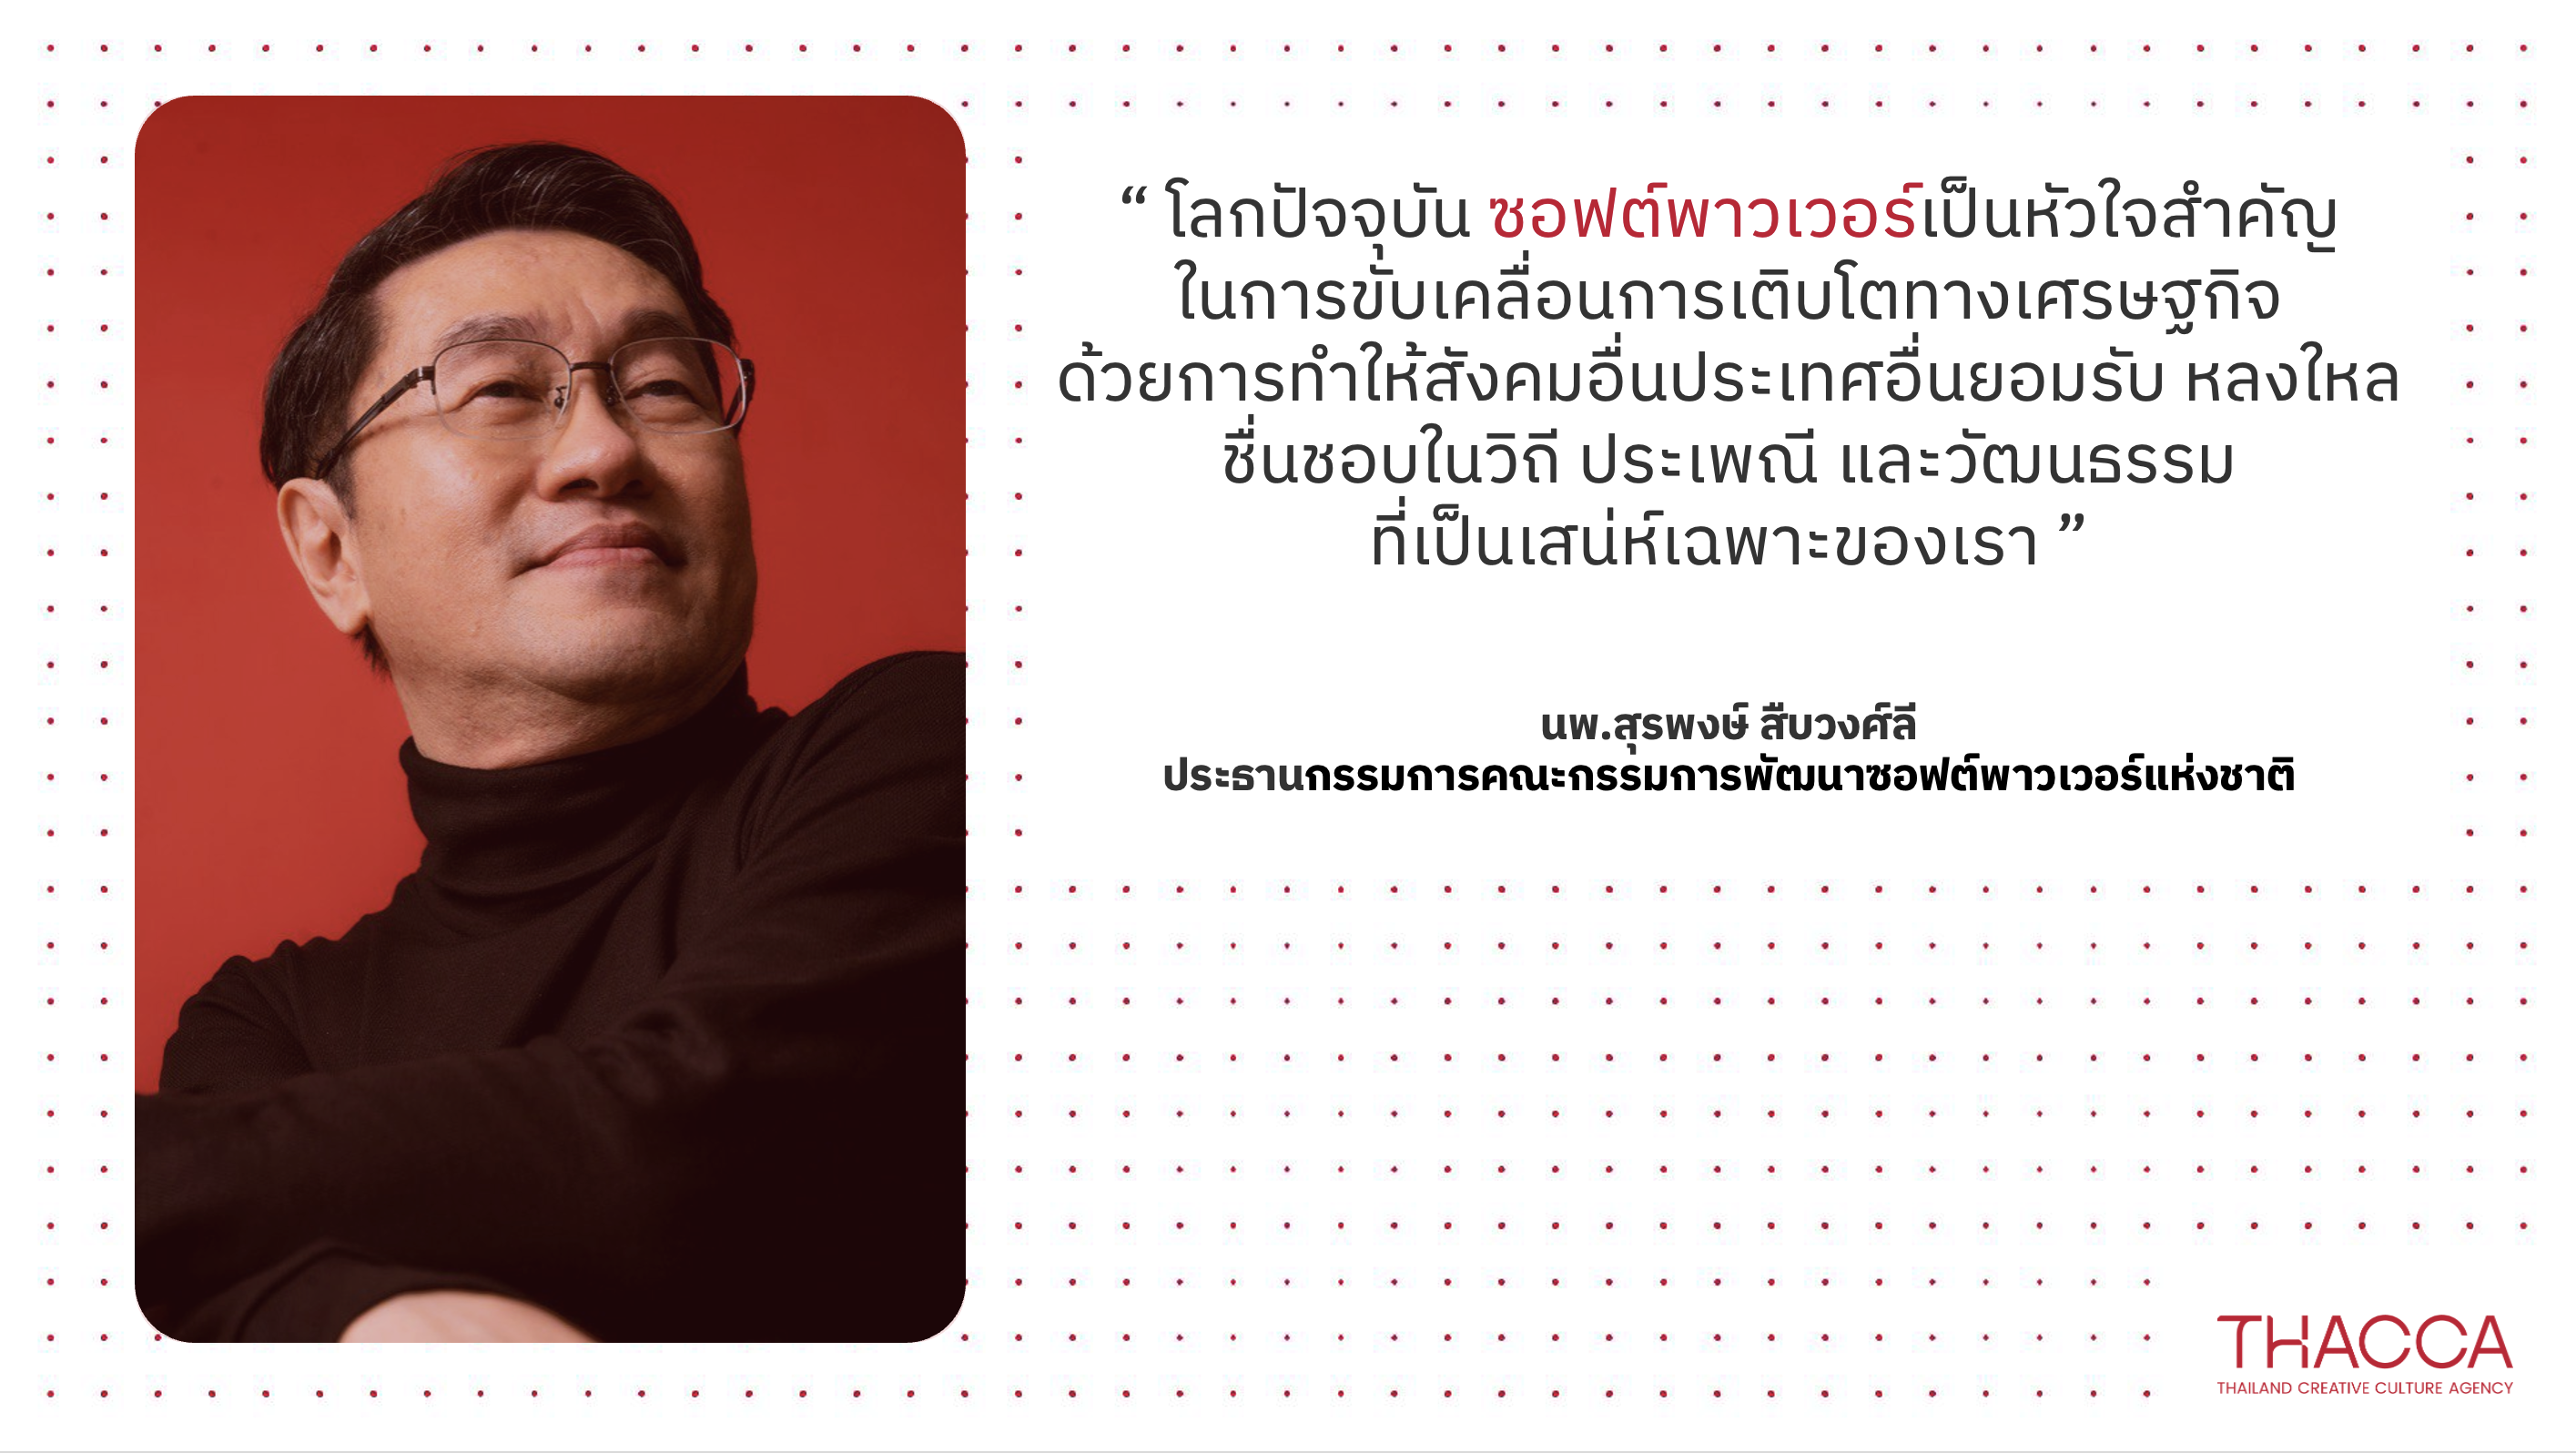 “ โลกปัจจุบัน ซอฟต์พาวเวอร์เป็นหัวใจสำคัญ
ในการขับเคลื่อนการเติบโตทางเศรษฐกิจ
ด้วยการทำให้สังคมอื่นประเทศอื่นยอมรับ หลงใหล
ชื่นชอบในวิถี ประเพณี และวัฒนธรรม
ที่เป็นเสน่ห์เฉพาะของเรา ”
นพ.สุรพงษ์ สืบวงศ์ลี
ประธานกรรมการคณะกรรมการพัฒนาซอฟต์พาวเวอร์แห่งชาติ
THACCA
THAILAND CREATIVE CULTURE AGENCY